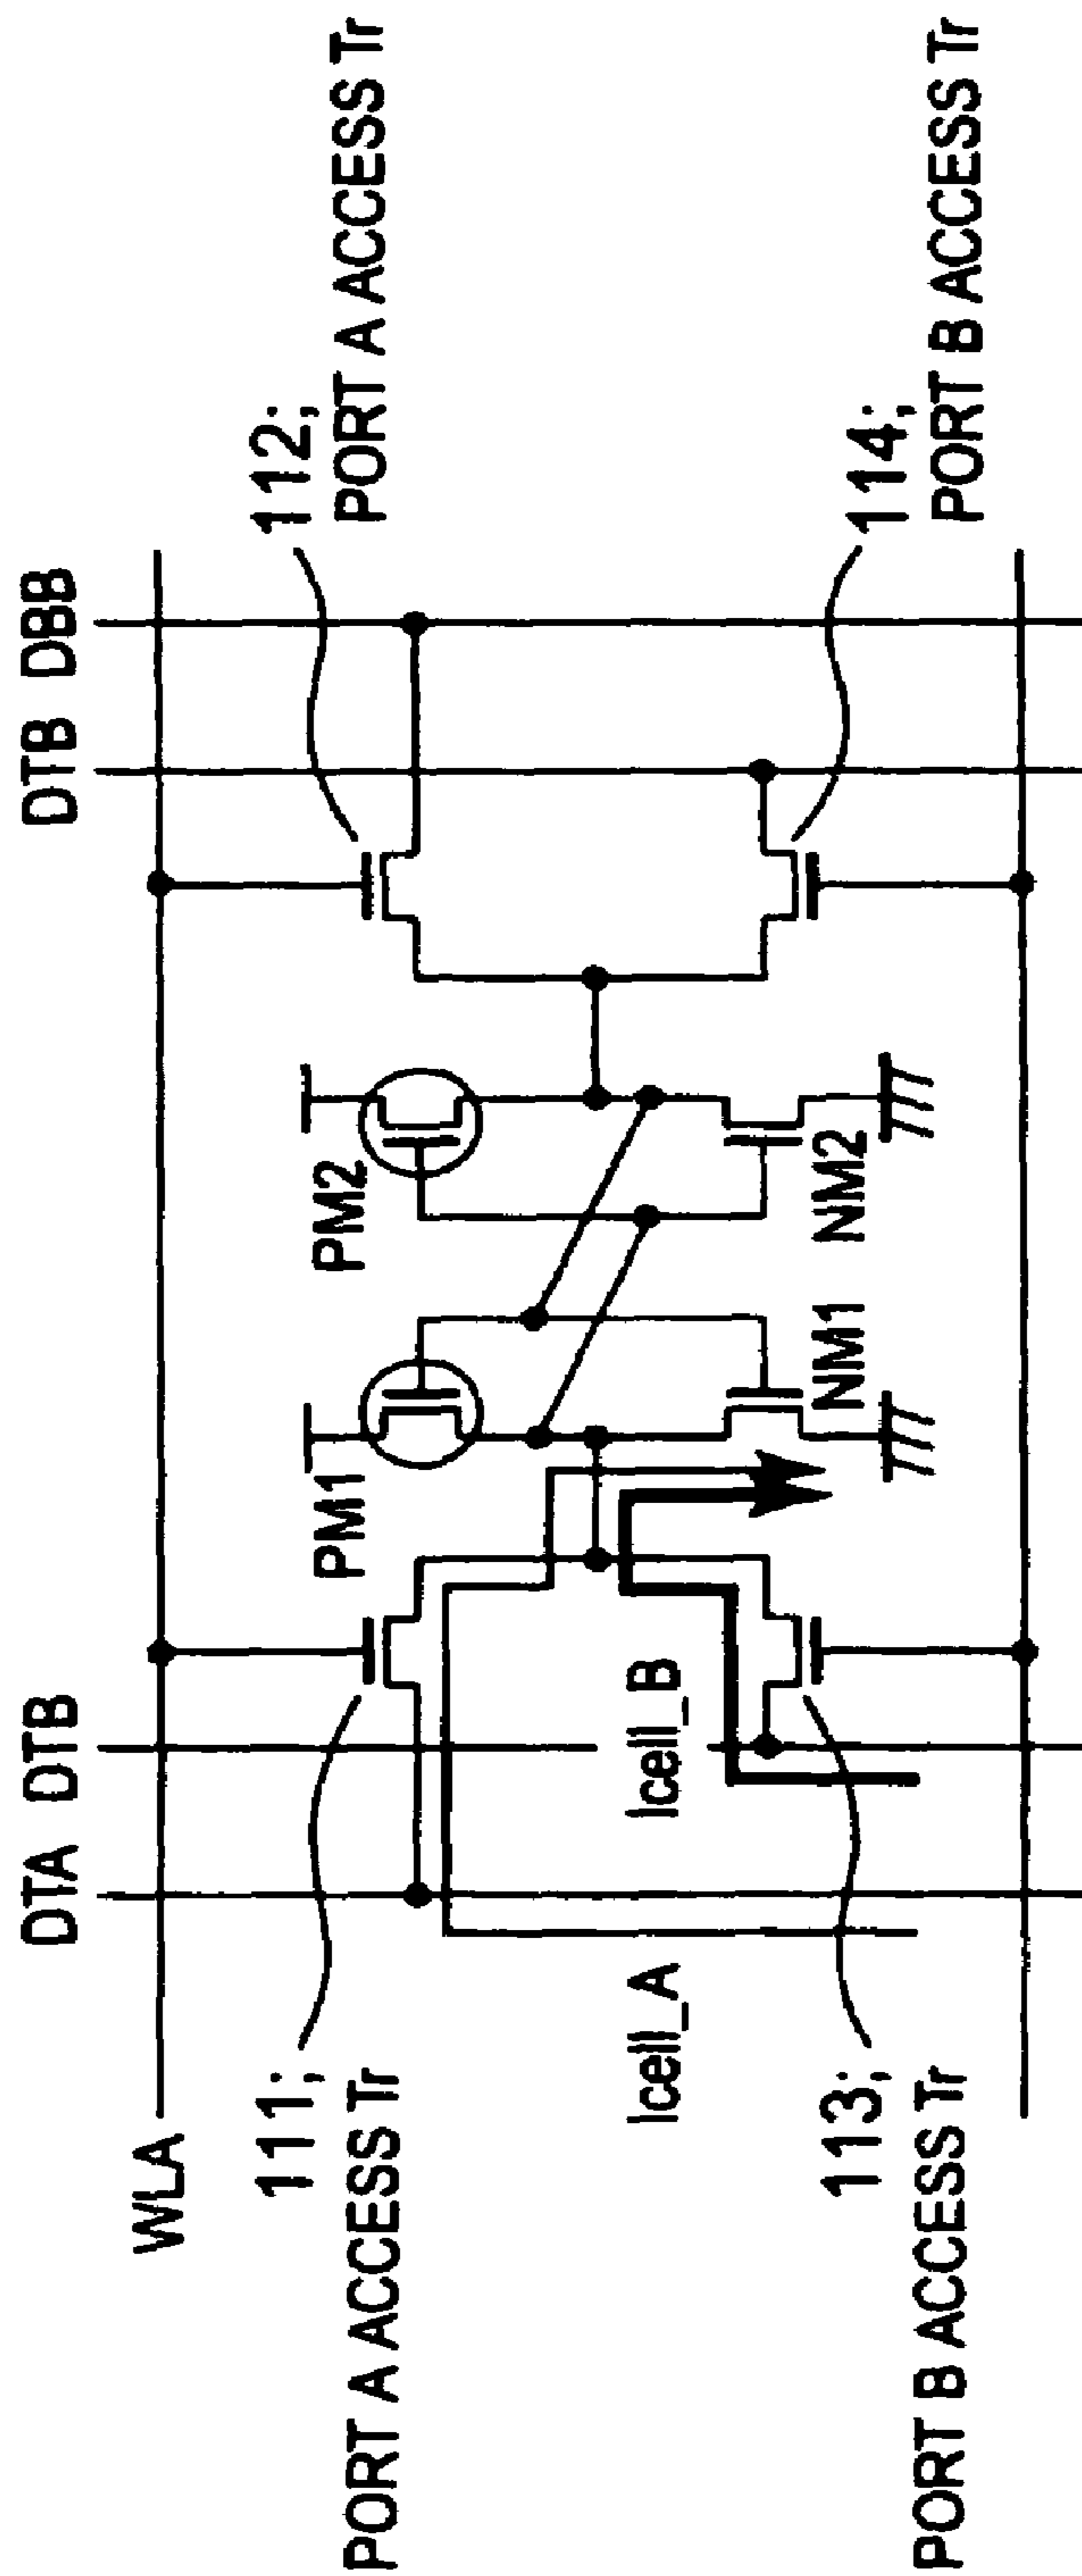 DTA DTB
DTB DBB
WLA
111;
PORT A ACCESS Tr
112;
PORT A ACCESS Tr
PM1
PM2
Icell_A
Icell_B
NM1
NM2
113;
PORT B ACCESS Tr
114;
PORT B ACCESS Tr